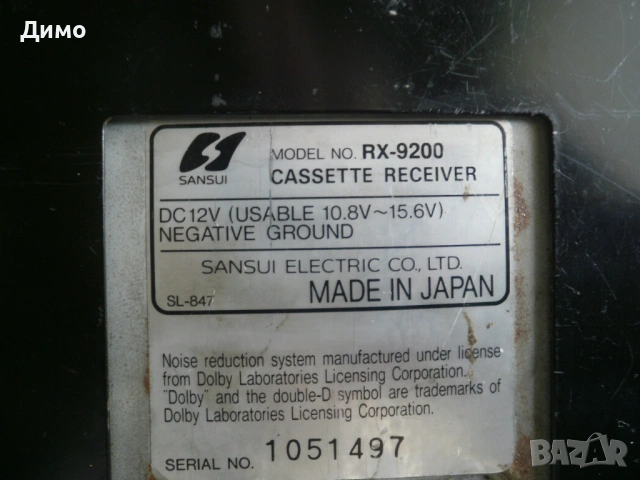 Димо
SANSUI
MODEL NO. RX-9200
CASSETTE RECEIVER
DC 12V (USABLE 10.8V~15.6V)
NEGATIVE GROUND
SANSUI ELECTRIC CO., LTD.
SL-847
MADE IN JAPAN
Noise reduction system manufactured under license
from Dolby Laboratories Licensing Corporation.
"Dolby" and the double-D symbol are trademarks of
Dolby Laboratories Licensing Corporation.
SERIAL NO. 1051497
BAZAR